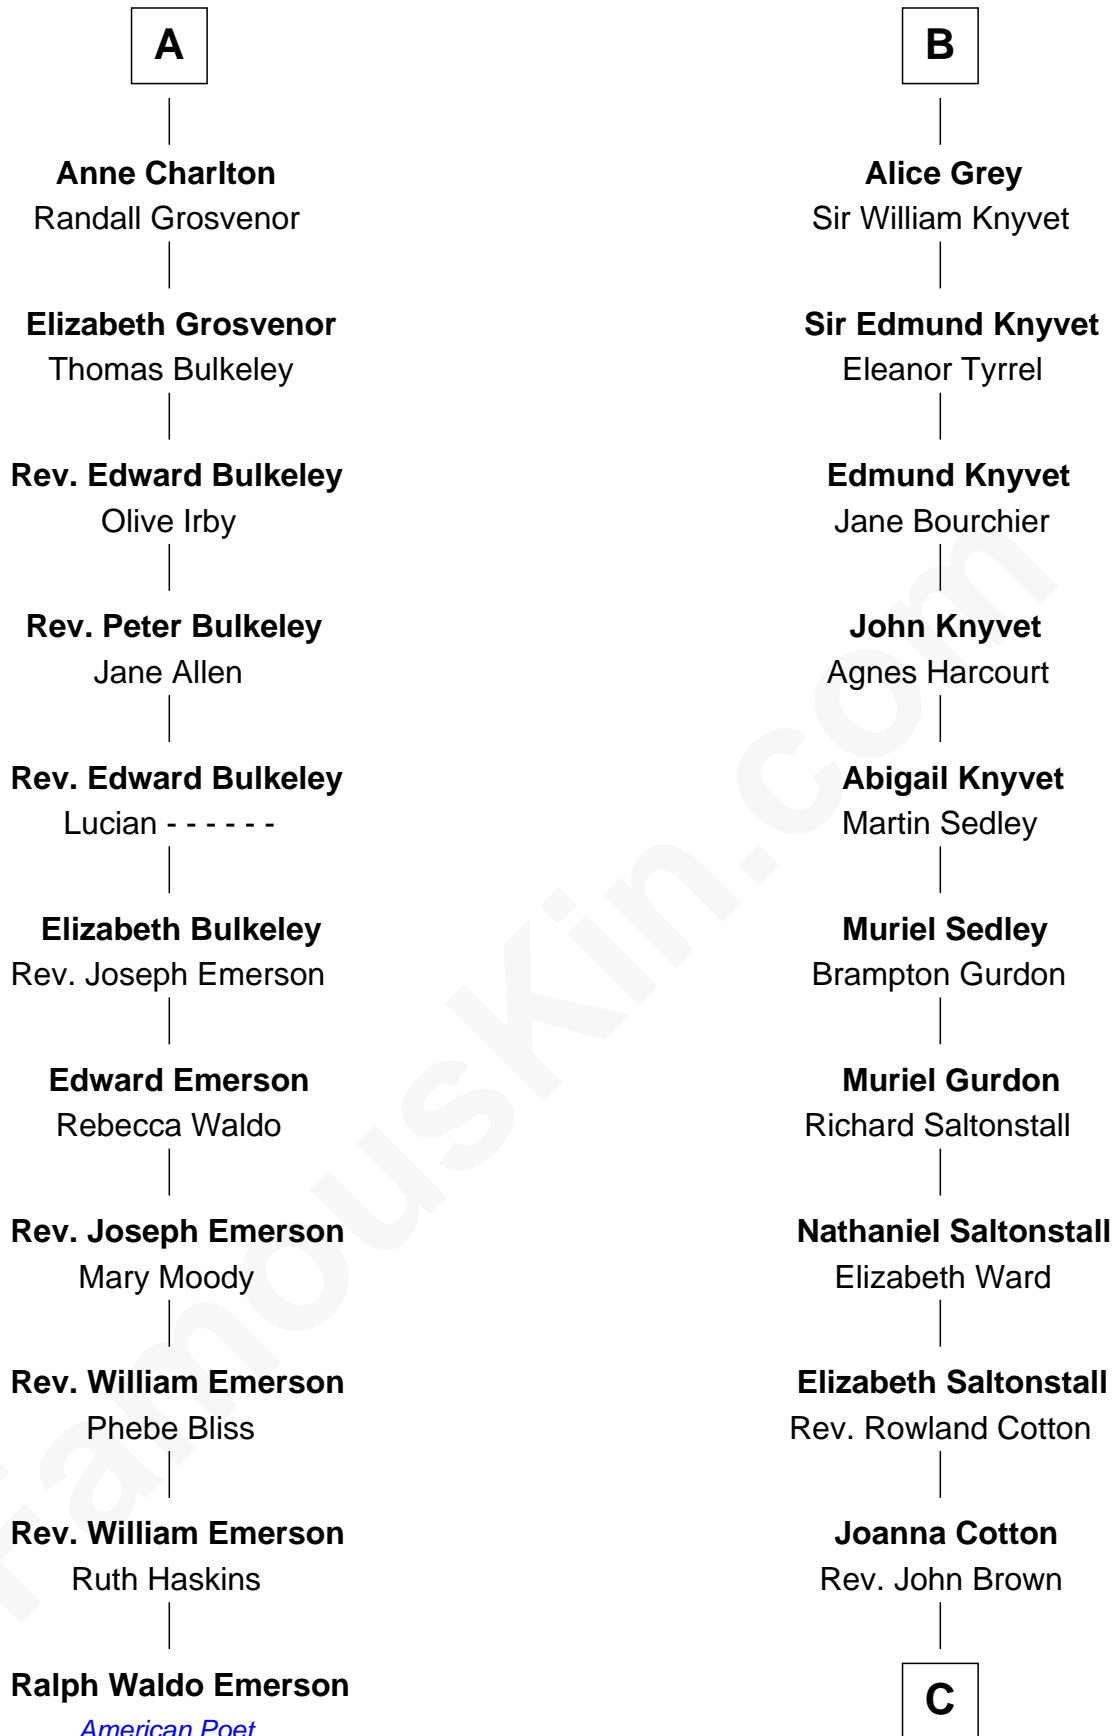 A
Anne Charlton
Randall Grosvenor
Elizabeth Grosvenor
Thomas Bulkeley
Rev. Edward Bulkeley
Olive Irby
Rev. Peter Bulkeley
Jane Allen
Rev. Edward Bulkeley
Lucian - - - - - -
Elizabeth Bulkeley
Rev. Joseph Emerson
Edward Emerson
Rebecca Waldo
Rev. Joseph Emerson
Mary Moody
Rev. William Emerson
Phebe Bliss
Rev. William Emerson
Ruth Haskins
Ralph Waldo Emerson
American Poet
B
Alice Grey
Sir William Knyvet
Sir Edmund Knyvet
Eleanor Tyrrel
Edmund Knyvet
Jane Bourchier
John Knyvet
Agnes Harcourt
Abigail Knyvet
Martin Sedley
Muriel Sedley
Brampton Gurdon
Muriel Gurdon
Richard Saltonstall
Nathaniel Saltonstall
Elizabeth Ward
Elizabeth Saltonstall
Rev. Rowland Cotton
Joanna Cotton
Rev. John Brown
C
FamousKin.com